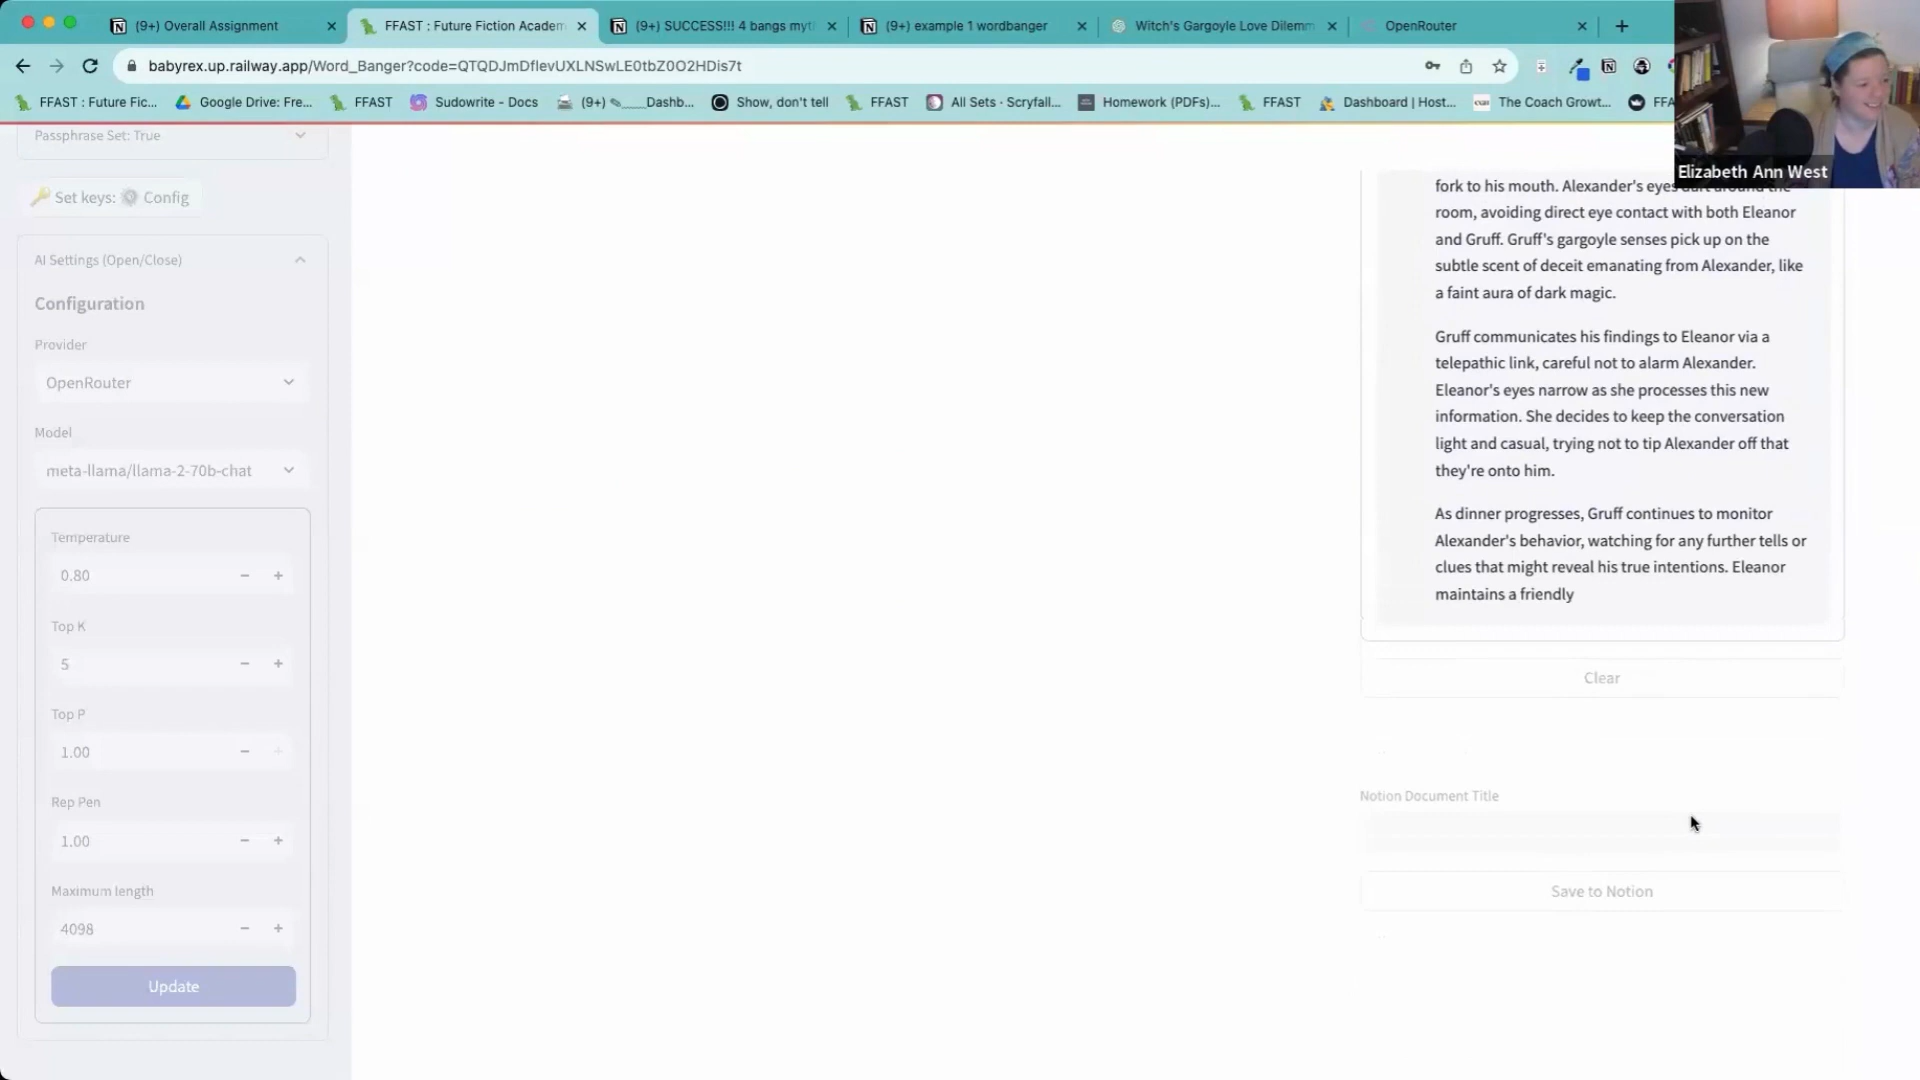 (9+) Overall Assignment
FFAST : Future Fiction Academ
(9+) SUCCESS!!! 4 bangs myt
(9+) example 1 wordbanger
Witch's Gargoyle Love Dilemm
OpenRouter
babyrex.up.railway.app/Word_Banger?code=QTQDJmDflevUXLNSwLE0tbZ0O2HDis7t
FFAST : Future Fic...
Google Drive: Fre...
FFAST
Sudowrite - Docs
(9+) ✎____Dashb...
Show, don't tell
FFAST
All Sets · Scryfall...
Homework (PDFs)...
FFAST
Dashboard | Host...
The Coach Growt...
FFA
Elizabeth Ann West
Passphrase Set: True
Set keys: Config
AI Settings (Open/Close)
Configuration
Provider
OpenRouter
Model
meta-llama/llama-2-70b-chat
Temperature
0.80
Top K
5
Top P
1.00
Rep Pen
1.00
Maximum length
4098
Update
fork to his mouth. Alexander's eyes dart around the
room, avoiding direct eye contact with both Eleanor
and Gruff. Gruff's gargoyle senses pick up on the
subtle scent of deceit emanating from Alexander, like
a faint aura of dark magic.
Gruff communicates his findings to Eleanor via a
telepathic link, careful not to alarm Alexander.
Eleanor's eyes narrow as she processes this new
information. She decides to keep the conversation
light and casual, trying not to tip Alexander off that
they're onto him.
As dinner progresses, Gruff continues to monitor
Alexander's behavior, watching for any further tells or
clues that might reveal his true intentions. Eleanor
maintains a friendly
Clear
Notion Document Title
Save to Notion